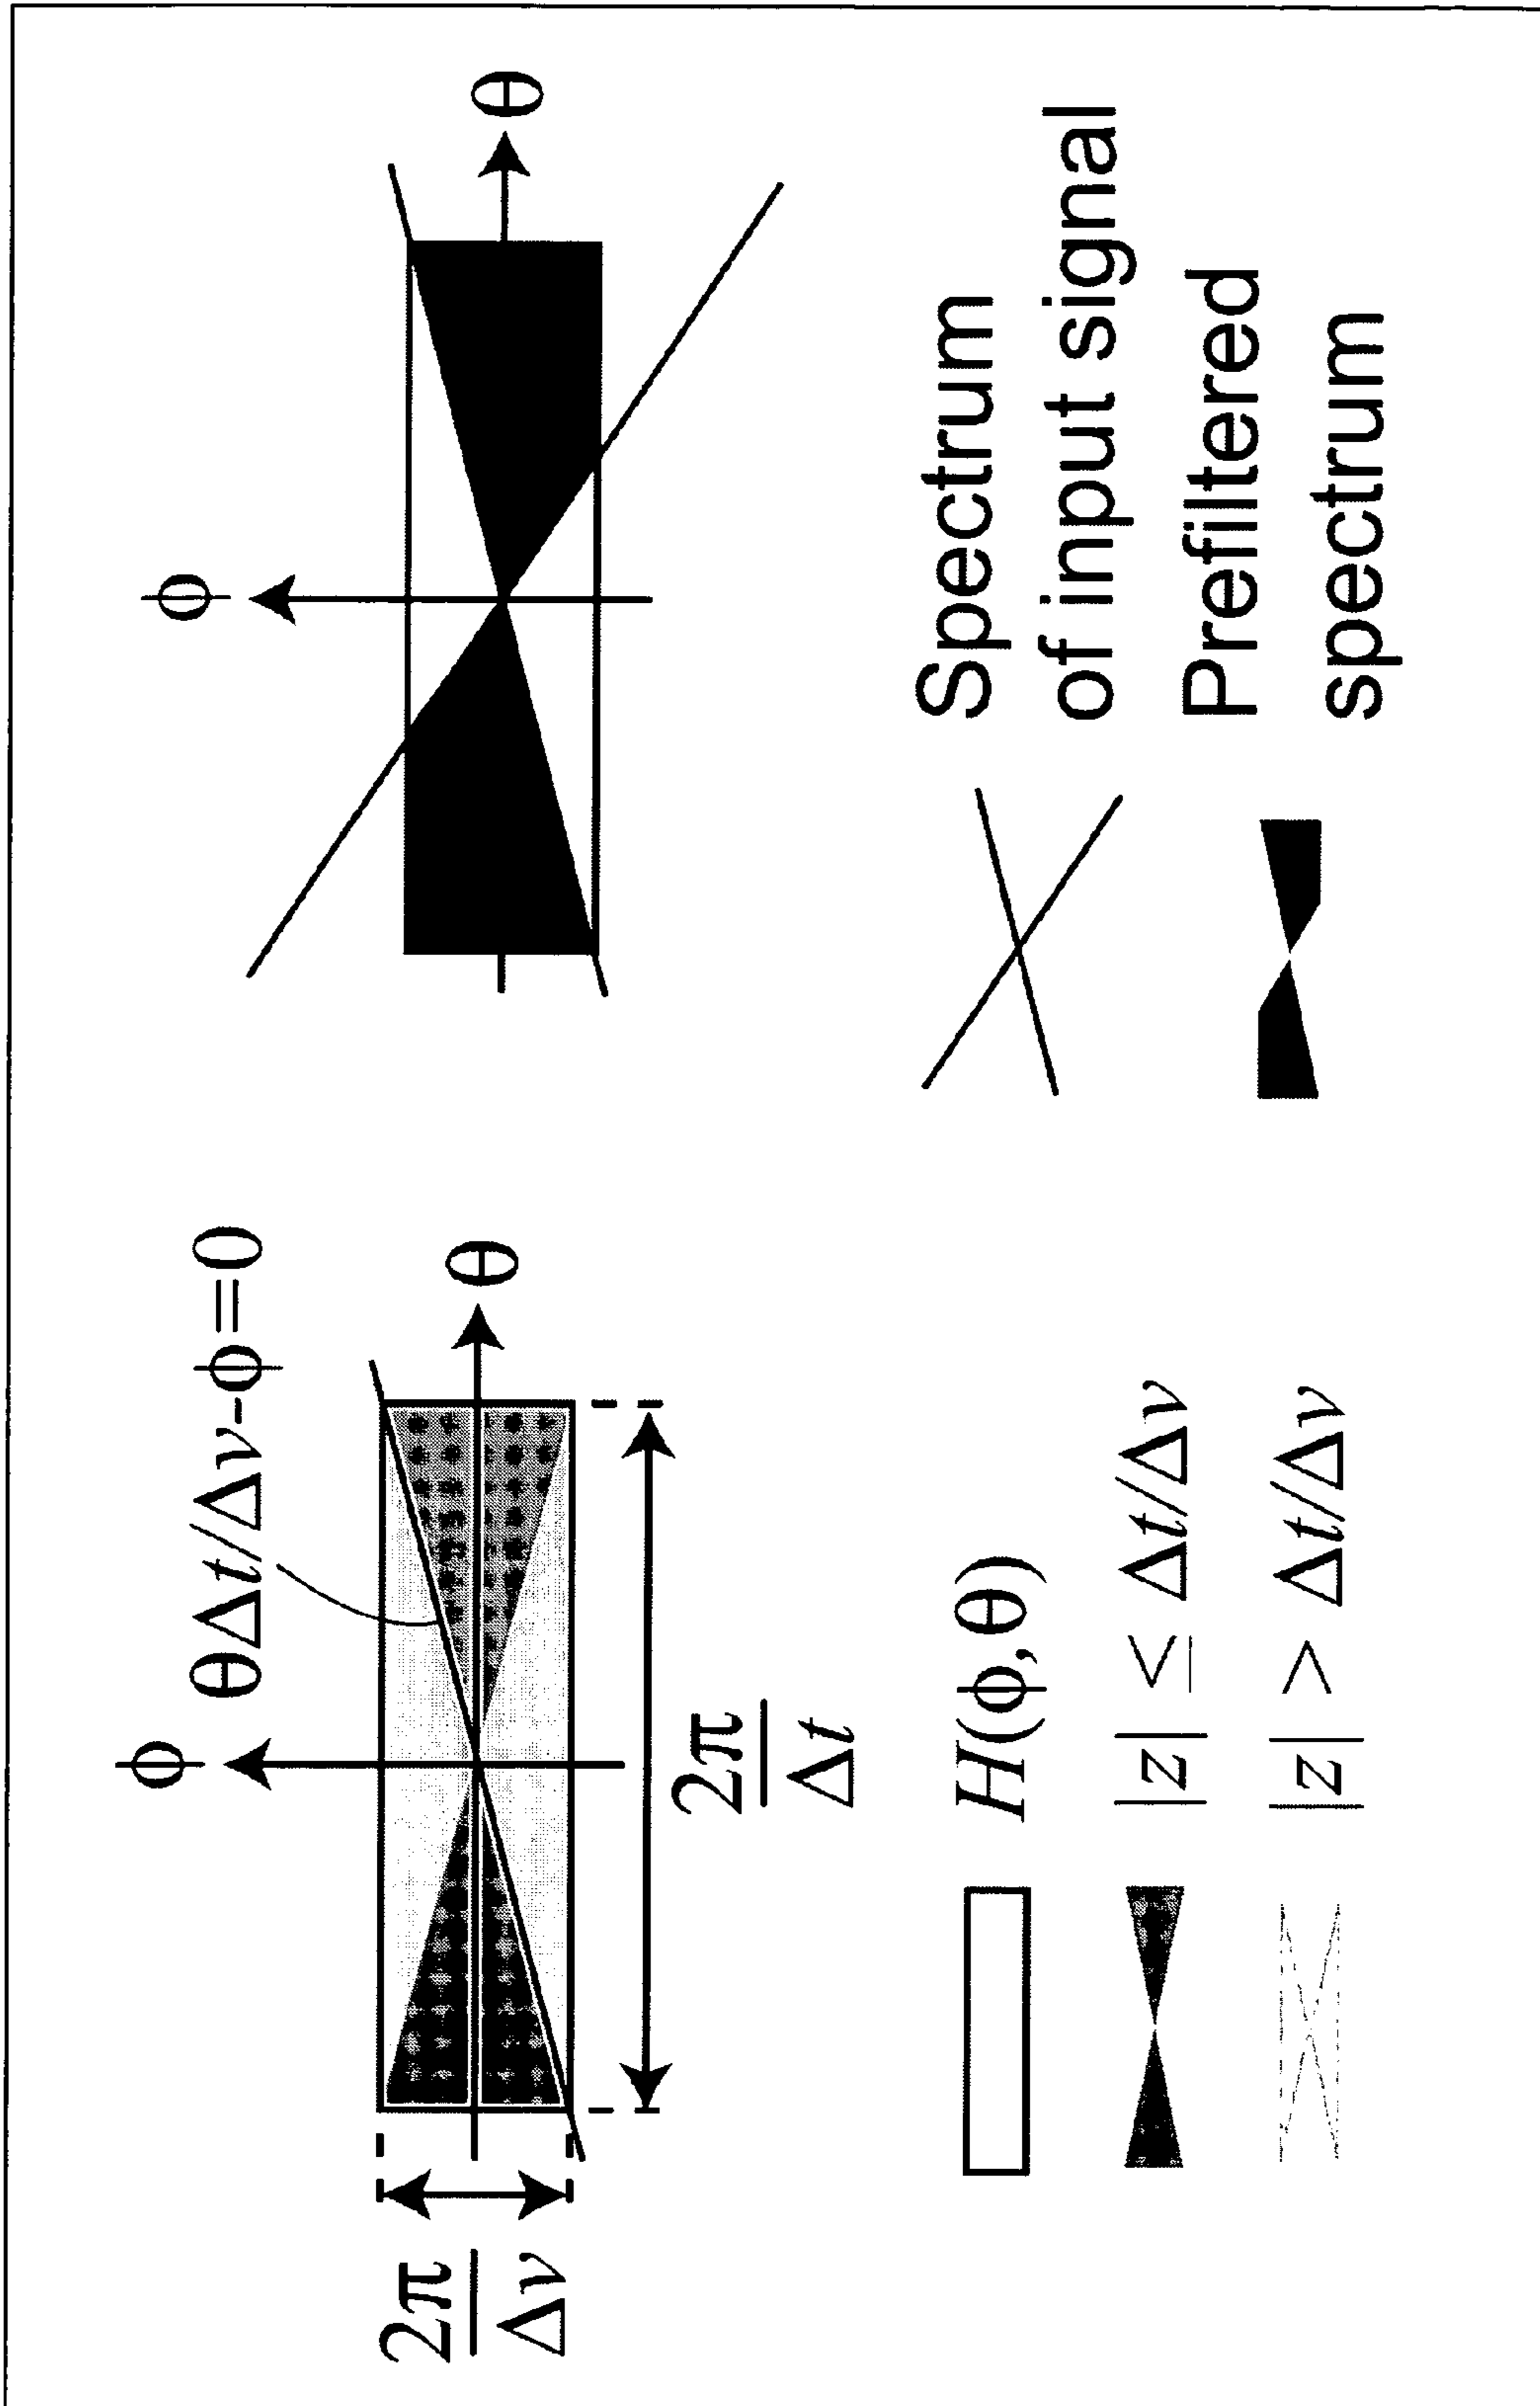 ϕ
θΔt/Δv-ϕ=0
θ
2π
Δv
2π
Δt
H(ϕ,θ)
|z| ≤ Δt/Δv
|z| > Δt/Δv
ϕ
θ
Spectrum
of input signal
Prefiltered
spectrum